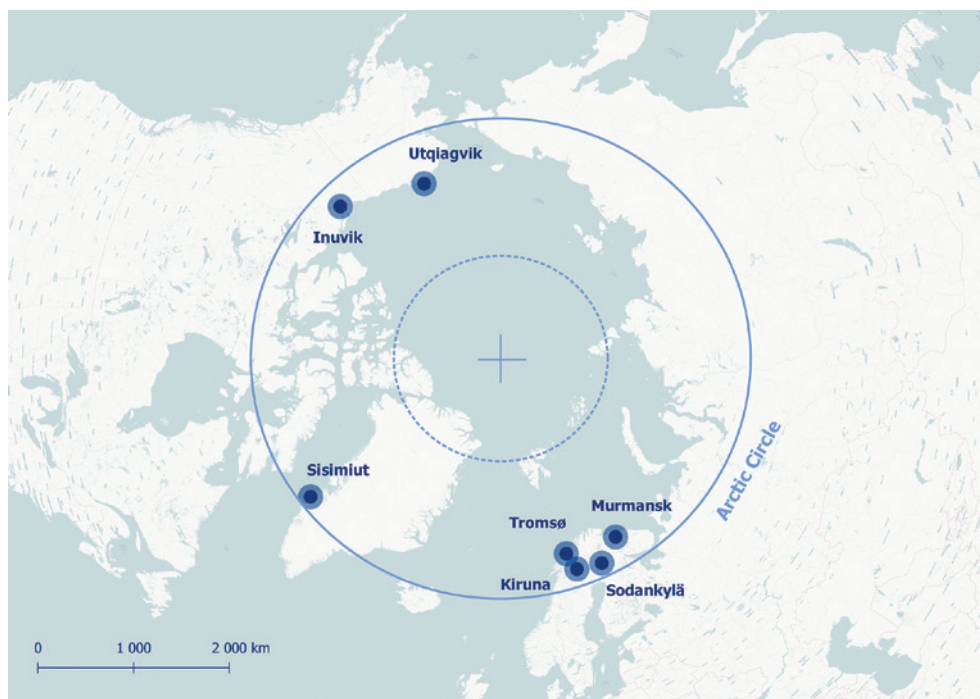 Utqiagvik
Inuvik
Sisimiut
Arctic Circle
Murmansk
Tromsø
Kiruna
Sodankylä
0 1 000 2 000 km